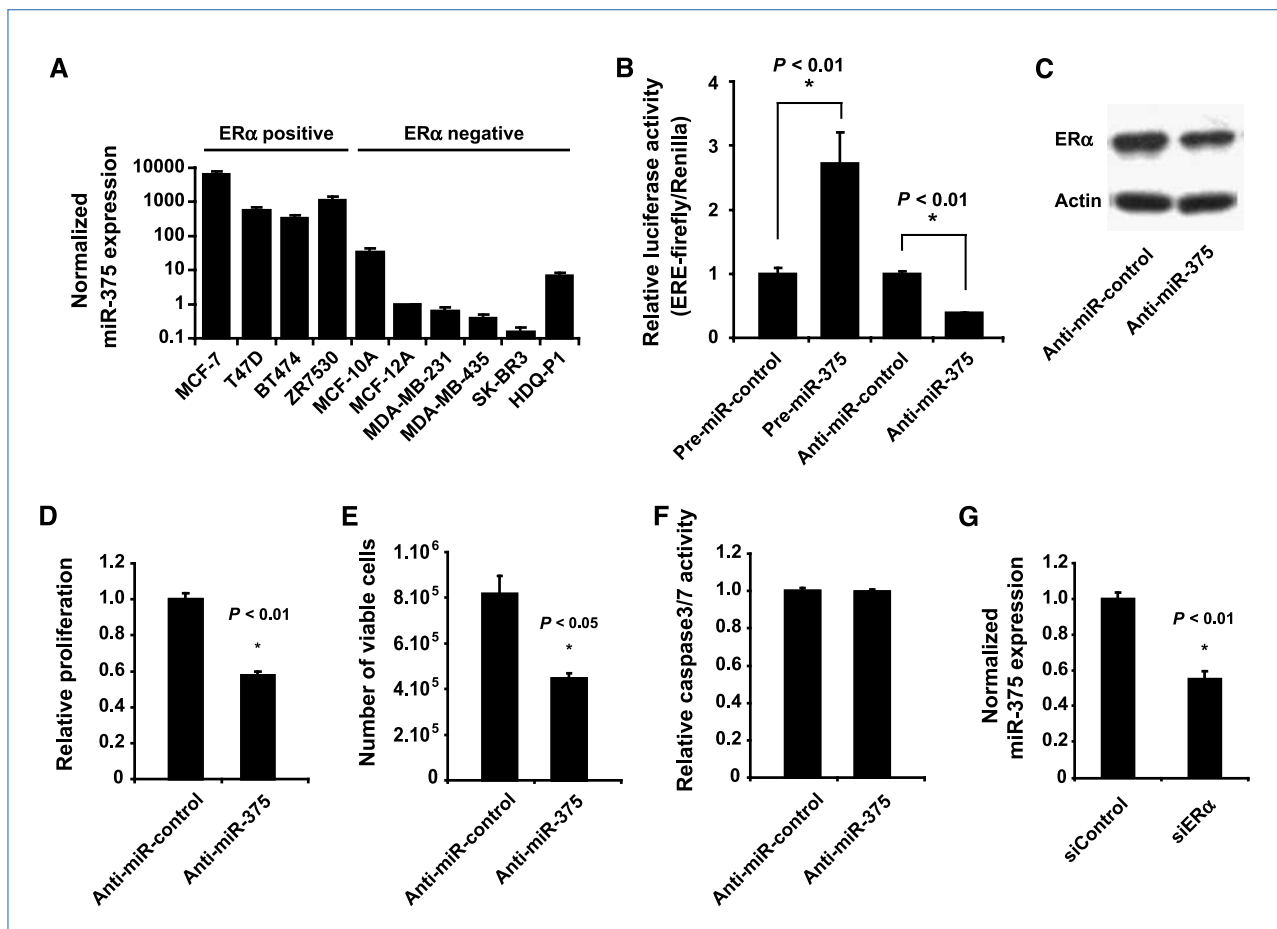 A
ERα positive
ERα negative
Normalized
miR-375 expression
10000
1000
100
10
1
0.1
MCF-7
T47D
BT474
ZR7530
MCF-10A
MCF-12A
MDA-MB-231
MDA-MB-435
SK-BR3
HDQ-P1
B
Relative luciferase activity
(ERE-firefly/Renilla)
4
3
2
1
0
P < 0.01
*
P < 0.01
*
Pre-miR-control
Pre-miR-375
Anti-miR-control
Anti-miR-375
C
ERα
Actin
Anti-miR-control
Anti-miR-375
D
Relative proliferation
1.2
1.0
0.8
0.6
0.4
0.2
0
P < 0.01
*
Anti-miR-control
Anti-miR-375
E
Number of viable cells
1.10⁶
8.10⁵
6.10⁵
4.10⁵
2.10⁵
0
P < 0.05
*
Anti-miR-control
Anti-miR-375
F
Relative caspase3/7 activity
1.2
1.0
0.8
0.6
0.4
0.2
0
Anti-miR-control
Anti-miR-375
G
Normalized
miR-375 expression
1.2
1.0
0.8
0.6
0.4
0.2
0
P < 0.01
*
siControl
siERα